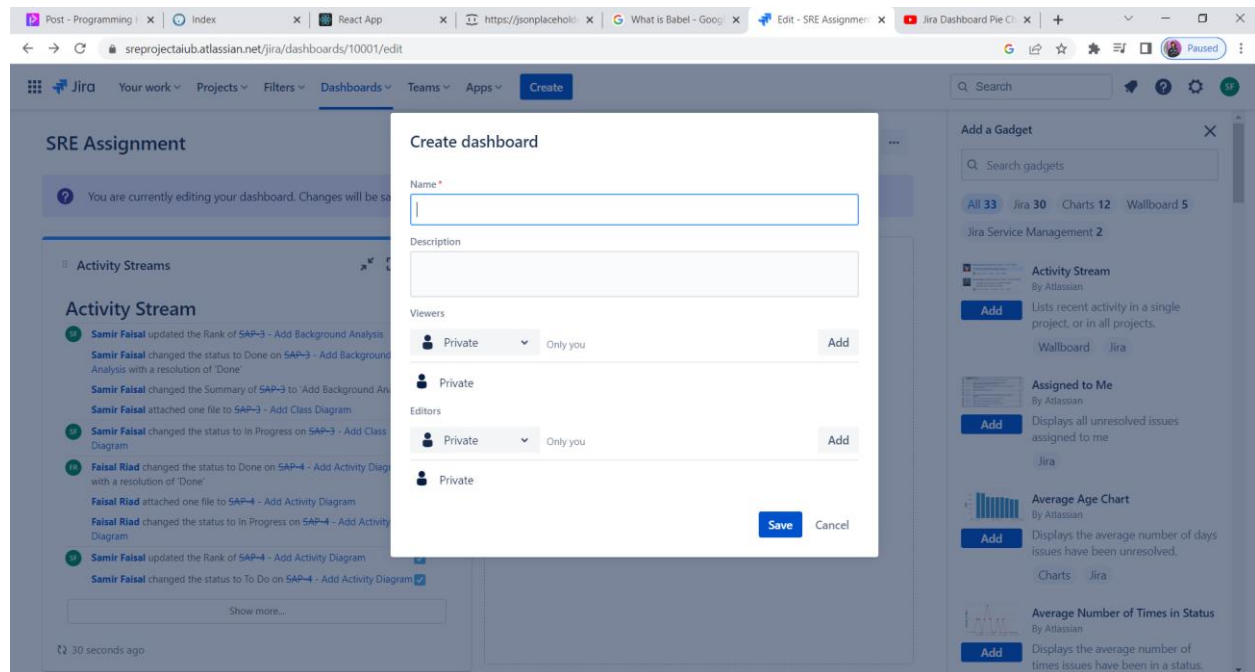 Post - Programming
Index
React App
https://jsonplacehold
What is Babel - Goog
Edit - SRE Assignmen
Jira Dashboard Pie Ch
sreprojectaiub.atlassian.net/jira/dashboards/10001/edit
Paused
Jira
Your work
Projects
Filters
Dashboards
Teams
Apps
Create
Search
SF
SRE Assignment
You are currently editing your dashboard. Changes will be sa
Activity Streams
Activity Stream
SF
Samir Faisal updated the Rank of SAP-3 - Add Background Analysis
Samir Faisal changed the status to Done on SAP-3 - Add Background
Analysis with a resolution of 'Done'
Samir Faisal changed the Summary of SAP-3 to 'Add Background An
Samir Faisal attached one file to SAP-3 - Add Class Diagram
SF
Samir Faisal changed the status to In Progress on SAP-3 - Add Class
Diagram
FR
Faisal Riad changed the status to Done on SAP-4 - Add Activity Diagr
with a resolution of 'Done'
Faisal Riad attached one file to SAP-4 - Add Activity Diagram
Faisal Riad changed the status to In Progress on SAP-4 - Add Activity
Diagram
SF
Samir Faisal updated the Rank of SAP-4 - Add Activity Diagram
Samir Faisal changed the status to To Do on SAP-4 - Add Activity Diagram
Show more...
30 seconds ago
Create dashboard
Name *
Description
Viewers
Private
Only you
Add
Private
Editors
Private
Only you
Add
Private
Save
Cancel
Add a Gadget
Search gadgets
All 33
Jira 30
Charts 12
Wallboard 5
Jira Service Management 2
Activity Stream
By Atlassian
Add
Lists recent activity in a single
project, or in all projects.
Wallboard
Jira
Assigned to Me
By Atlassian
Add
Displays all unresolved issues
assigned to me
Jira
Average Age Chart
By Atlassian
Add
Displays the average number of days
issues have been unresolved.
Charts
Jira
Average Number of Times in Status
By Atlassian
Add
Displays the average number of
times issues have been in a status.